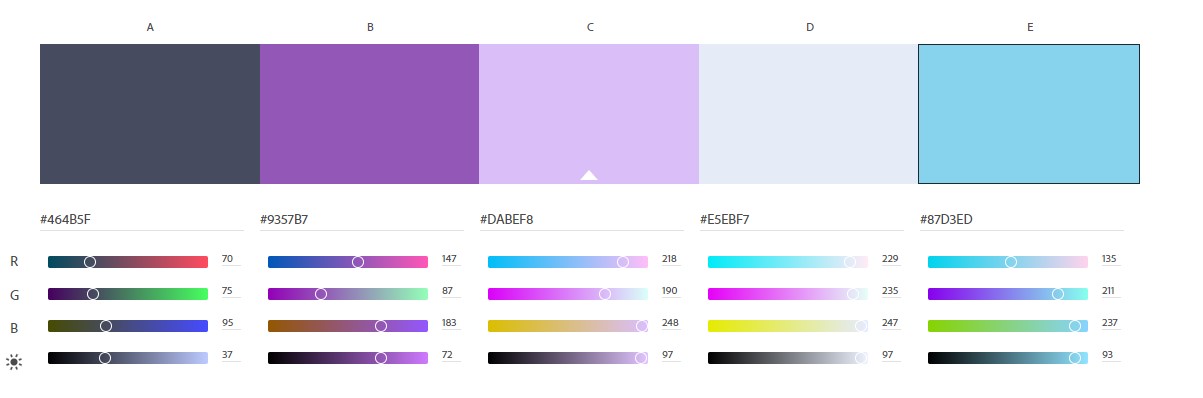 A B C D E
#464B5F #9357B7 #DABEF8 #E5EBF7 #87D3ED
R 70 147 218 229 135
G 75 87 190 235 211
B 95 183 248 247 237
37 72 97 97 93